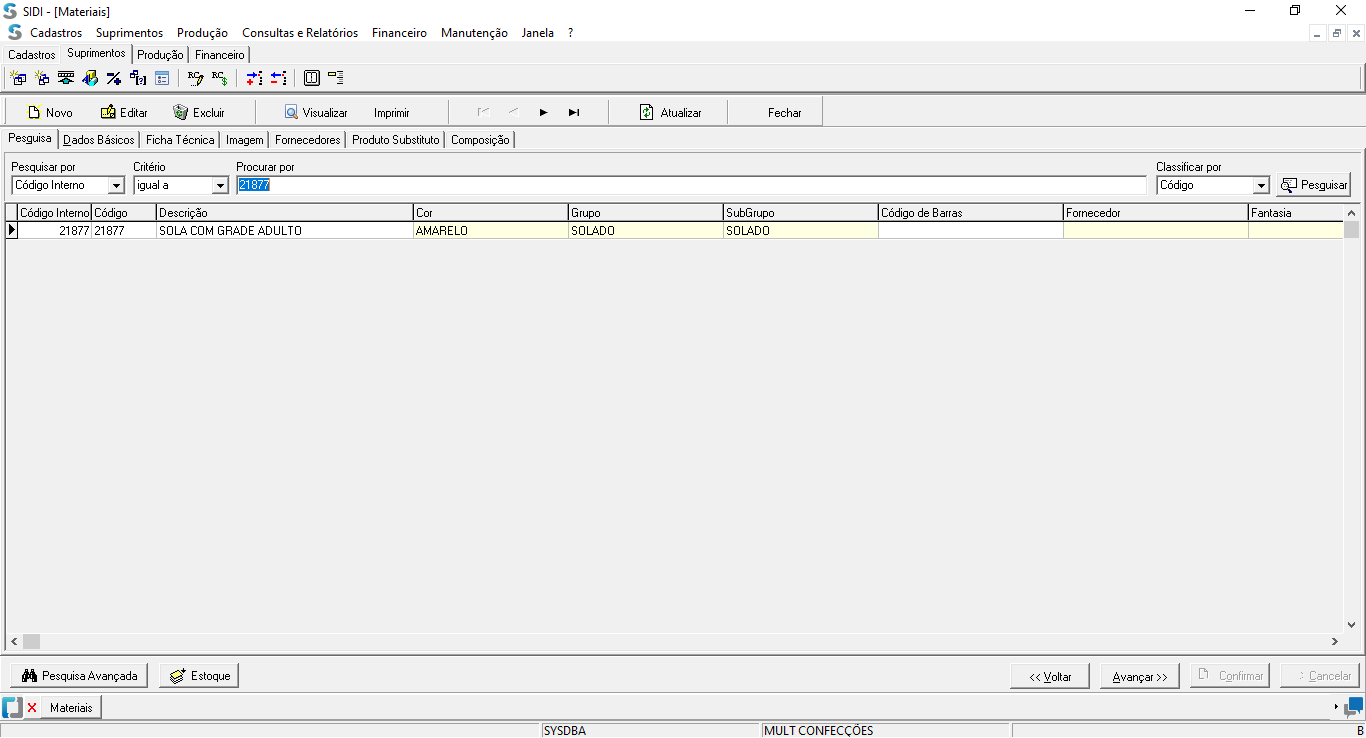 SIDI - [Materiais]
Cadastros Suprimentos Produção Consultas e Relatórios Financeiro Manutenção Janela ?
Cadastros Suprimentos Produção Financeiro
Novo Editar Excluir Visualizar Imprimir Atualizar Fechar
Pesquisa Dados Básicos Ficha Técnica Imagem Fornecedores Produto Substituto Composição
Pesquisar por Critério Procurar por Classificar por
Código Interno igual a 21877 Código Pesquisar
Código Interno Código Descrição Cor Grupo SubGrupo Código de Barras Fornecedor Fantasia
21877 21877 SOLA COM GRADE ADULTO AMARELO SOLADO SOLADO
Pesquisa Avançada Estoque << Voltar Avançar >> Confirmar Cancelar
Materiais
SYSDBA MULT CONFECÇÕES B